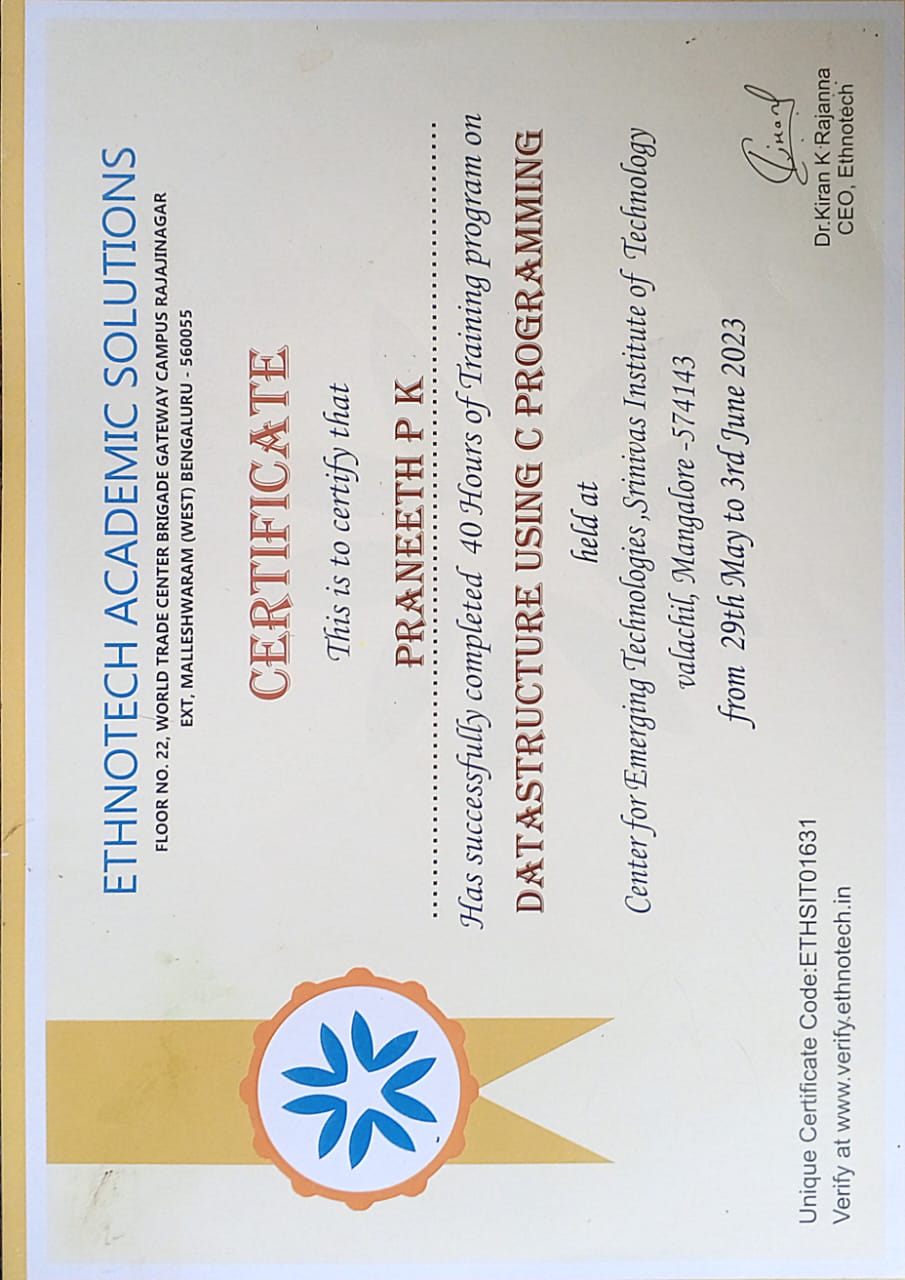 ETHNOTECH ACADEMIC SOLUTIONS
FLOOR NO. 22, WORLD TRADE CENTER BRIGADE GATEWAY CAMPUS RAJAJINAGAR
EXT, MALLESHWARAM (WEST) BENGALURU - 560055
CERTIFICATE
This is to certify that
PRANEETH P K
Has successfully completed 40 Hours of Training program on
DATASTRUCTURE USING C PROGRAMMING
held at
Center for Emerging Technologies ,Srinivas Institute of Technology
valachil, Mangalore -574143
from 29th May to 3rd June 2023
Unique Certificate Code:ETHSIT01631
Verify at www.verify.ethnotech.in
Dr.Kiran K Rajanna
CEO, Ethnotech